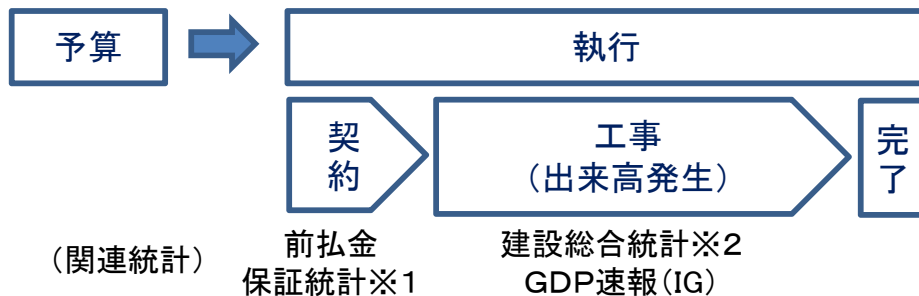 予算
執行
契
約
工事
(出来高発生)
完
了
(関連統計)
前払金
保証統計※1
建設総合統計※2
GDP速報(IG)